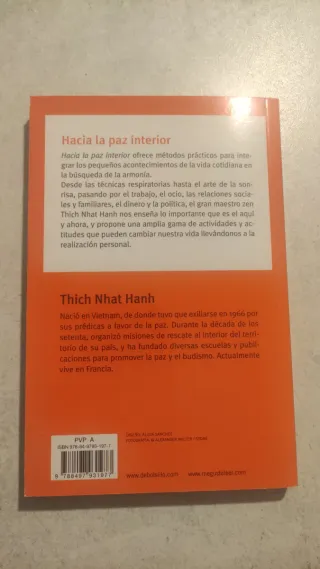 Hacia la paz interior
Hacia la paz interior ofrece métodos prácticos para inte-
grar los pequeños acontecimientos de la vida cotidiana en
la búsqueda de la armonía.
Desde las técnicas respiratorias hasta el arte de la son-
risa, pasando por el trabajo, el ocio, las relaciones socia-
les y familiares, el dinero y la política, el gran maestro zen
Thich Nhat Hanh nos enseña lo importante que es el aquí
y ahora, y propone una amplia gama de actividades y ac-
titudes que pueden cambiar nuestra vida llevándonos a la
realización personal.
Thich Nhat Hanh
Nació en Vietnam, de donde tuvo que exiliarse en 1966 por
sus prédicas a favor de la paz. Durante la década de los
setenta, organizó misiones de rescate al interior del terri-
torio de su país, y ha fundado diversas escuelas y publi-
caciones para promover la paz y el budismo. Actualmente
vive en Francia.
PVP A
9 788497 931977